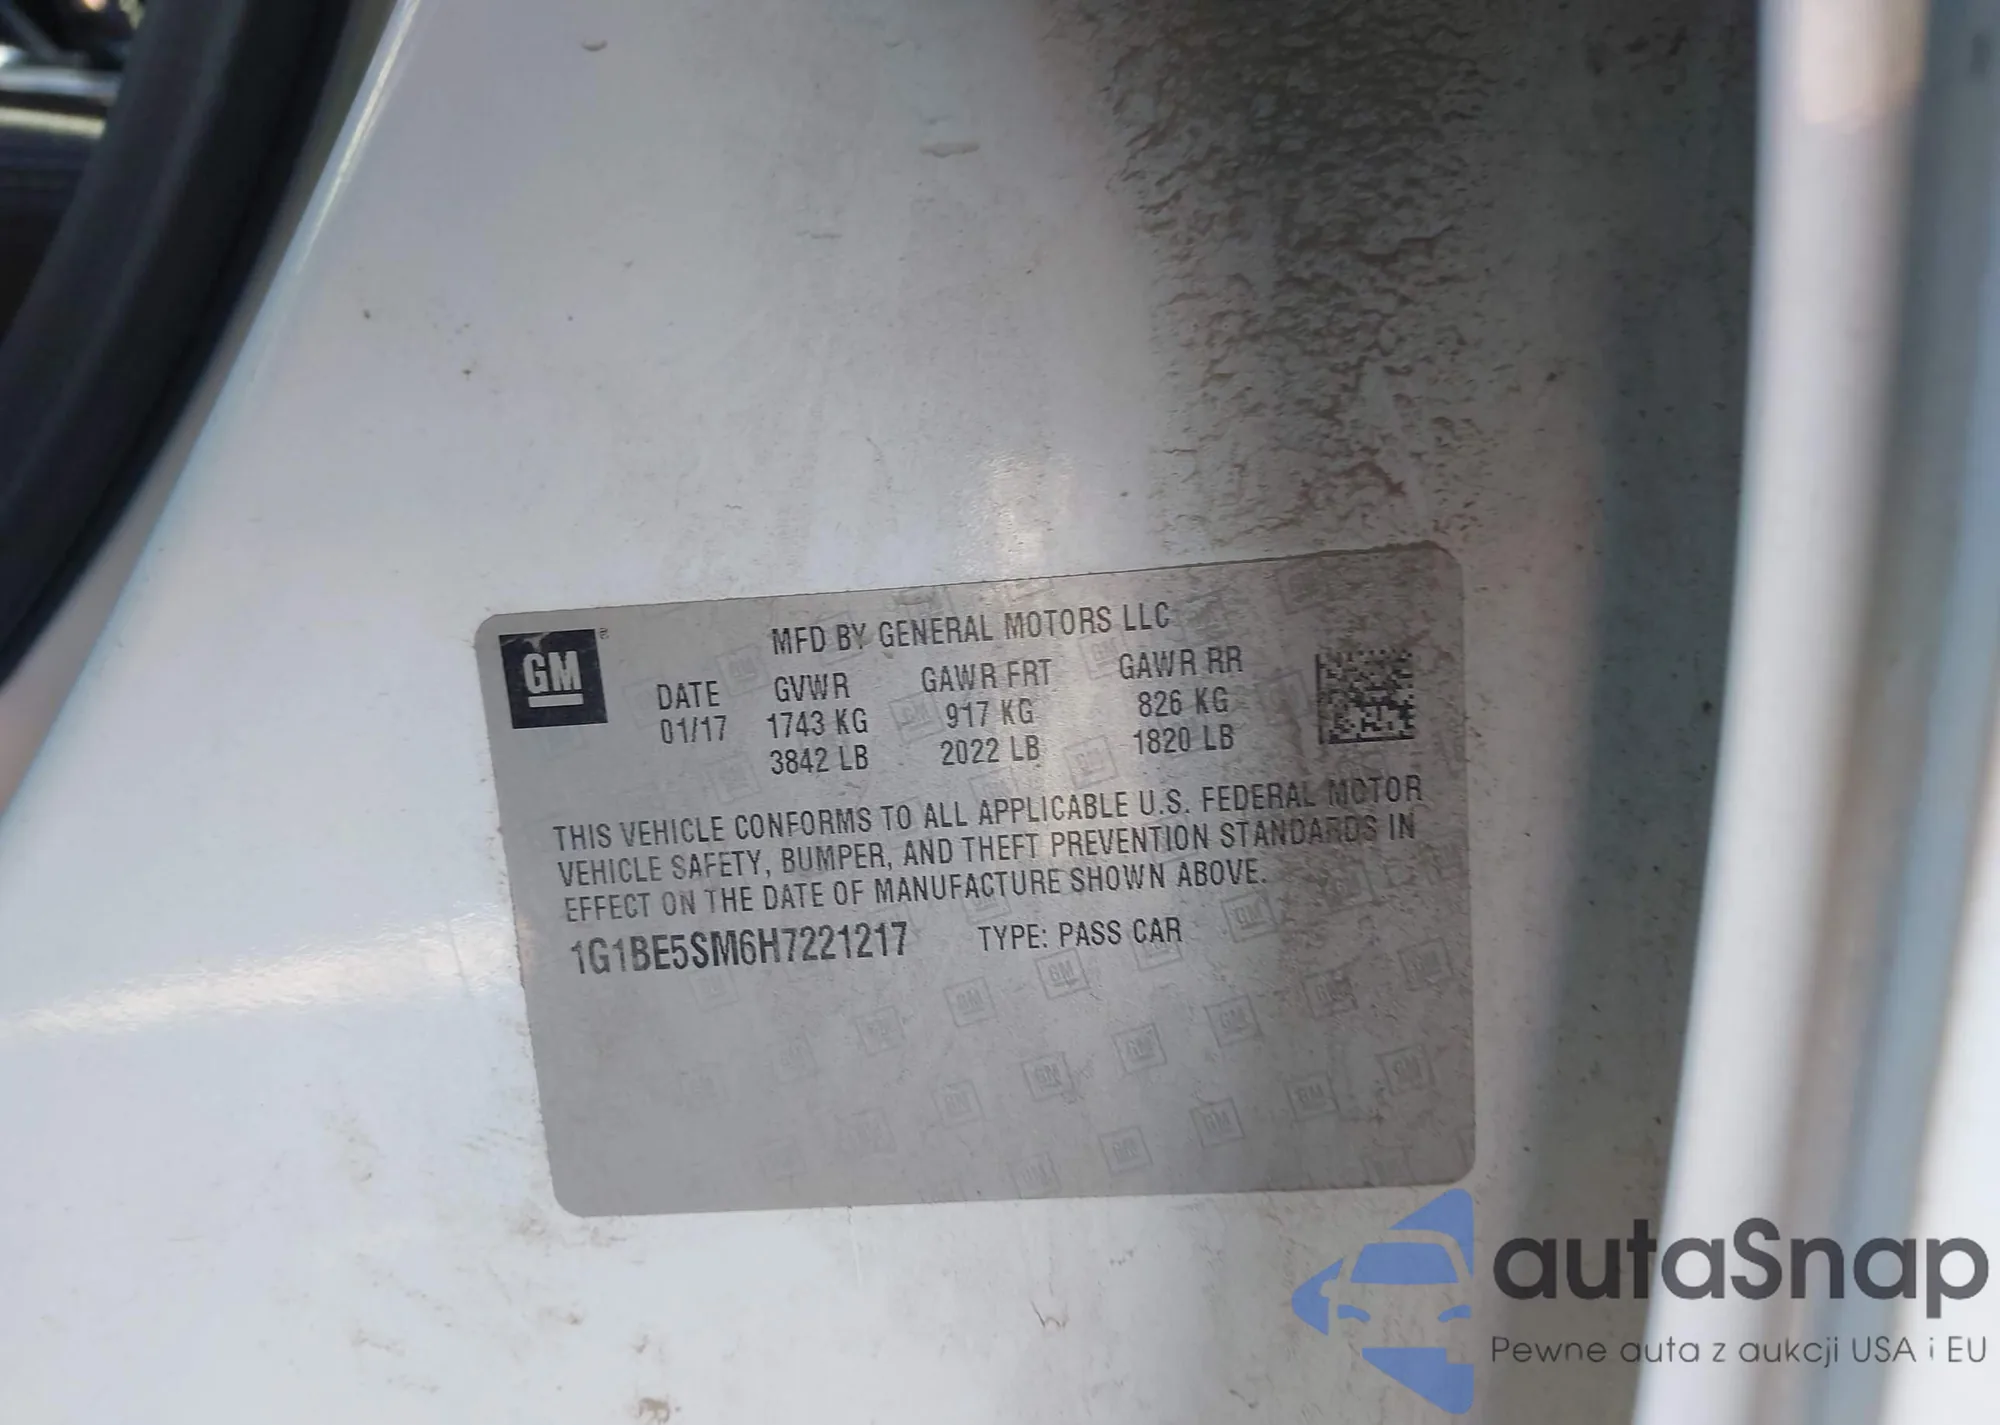 GM
MFD BY GENERAL MOTORS LLC
DATE GVWR GAWR FRT GAWR RR
01/17 1743 KG 917 KG 826 KG
3842 LB 2022 LB 1820 LB
THIS VEHICLE CONFORMS TO ALL APPLICABLE U.S. FEDERAL MOTOR
VEHICLE SAFETY, BUMPER, AND THEFT PREVENTION STANDARDS IN
EFFECT ON THE DATE OF MANUFACTURE SHOWN ABOVE.
1G1BE5SM6H7221217 TYPE: PASS CAR
autaSnap
Pewne auta z aukcji USA i EU